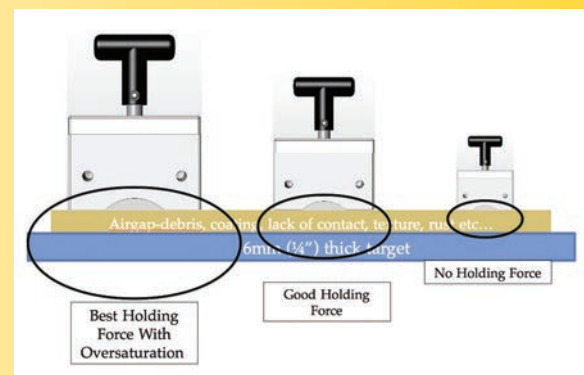 Airgap-debris, coating, lack of contact, texture, rust etc…
6mm (¼”) thick target
No Holding Force
Good Holding
Force
Best Holding
Force With
Oversaturation